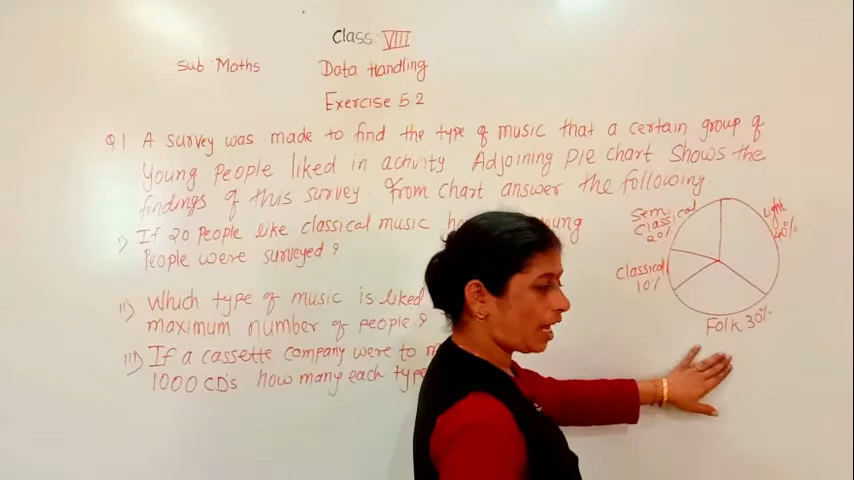 Class VIII
Sub Maths
Data Handling
Exercise 5.2
Q.1 A survey was made to find the type of music that a certain group of
Young People liked in activity Adjoining Pie chart Shows the
findings of this survey. From chart answer the following.
i) If 20 People like classical music young
People were surveyed?
ii) Which type of music is liked
maximum number of people?
iii) If a cassette company were to
1000 CD's how many each type
Semi
Classical
20%
Light
40%
Classical
10%
Folk 30%